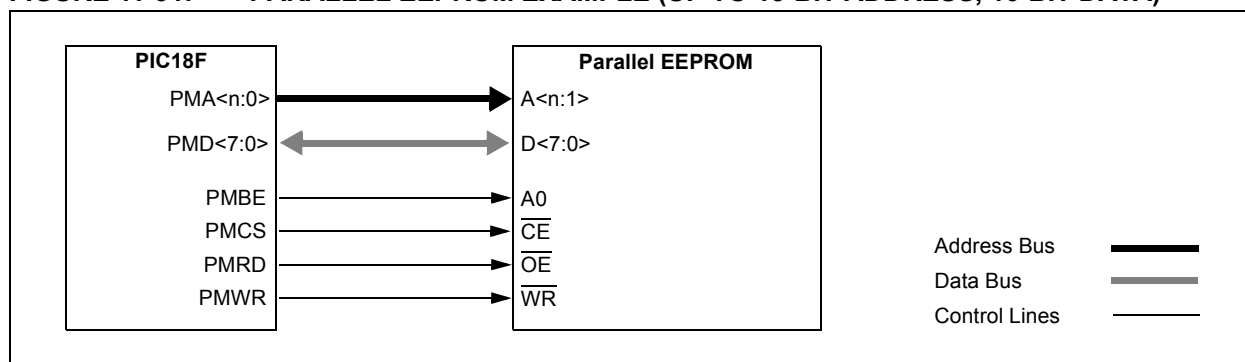 PIC18F
PMA<n:0>
PMD<7:0>
PMBE
PMCS
PMRD
PMWR
Parallel EEPROM
A<n:1>
D<7:0>
A0
CE
OE
WR
Address Bus
Data Bus
Control Lines